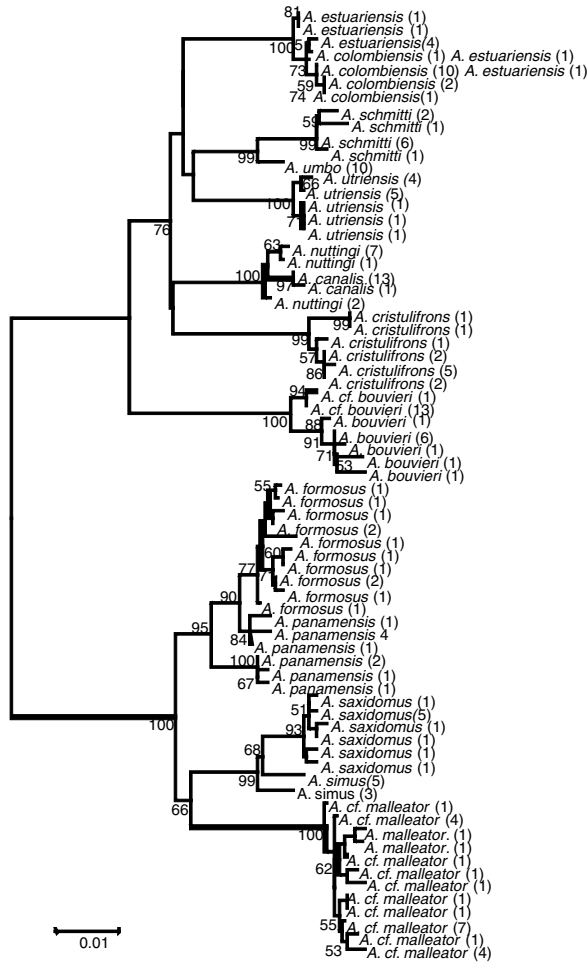 81
A. estuariensis (1)
A. estuariensis (1)
100
5
A. estuariensis(4)
A. colombiensis (1) A. estuariensis (1)
73
A. colombiensis (10) A. estuariensis (1)
59
A. colombiensis (2)
74
A. colombiensis(1)
A. schmitti (2)
59
A. schmitti (1)
99
A. schmitti (6)
A. schmitti (1)
99
A. umbo (10)
A. utriensis (4)
66
A. utriensis (5)
100
A. utriensis (1)
A. utriensis (1)
A. utriensis (1)
76
63
A. nuttingi (7)
A. nuttingi (1)
100
A. canalis (13)
97
A. canalis (1)
A. nuttingi (2)
A. cristulifrons (1)
99
A. cristulifrons (1)
99
A. cristulifrons (1)
57
A. cristulifrons (2)
86
A. cristulifrons (5)
A. cristulifrons (2)
94
A. cf. bouvieri (1)
A. cf. bouvieri (13)
100
88
A. bouvieri (1)
91
A. bouvieri (6)
71
A. bouvieri (1)
53
A. bouvieri (1)
A. bouvieri (1)
55
A. formosus (1)
A. formosus (1)
A. formosus (1)
A. formosus (2)
A. formosus (1)
60
A. formosus (1)
77
A. formosus (1)
A. formosus (2)
90
A. formosus (1)
A. formosus (1)
A. panamensis (1)
95
A. panamensis 4
84
A. panamensis (1)
100
A. panamensis (2)
A. panamensis (1)
67
A. panamensis (1)
A. saxidomus (1)
51
A. saxidomus(5)
A. saxidomus (1)
93
A. saxidomus (1)
A. saxidomus (1)
68
A. saxidomus (1)
99
A. simus(5)
A. simus (3)
100
66
A. cf. malleator (1)
A. cf. malleator (4)
100
A. malleator. (1)
A. malleator. (1)
A. cf. malleator (1)
62
A. cf. malleator (1)
A. cf. malleator (1)
A. cf. malleator (1)
A. cf. malleator (1)
55
A. cf. malleator (7)
A. cf. malleator (1)
53
A. cf. malleator (4)
0.01